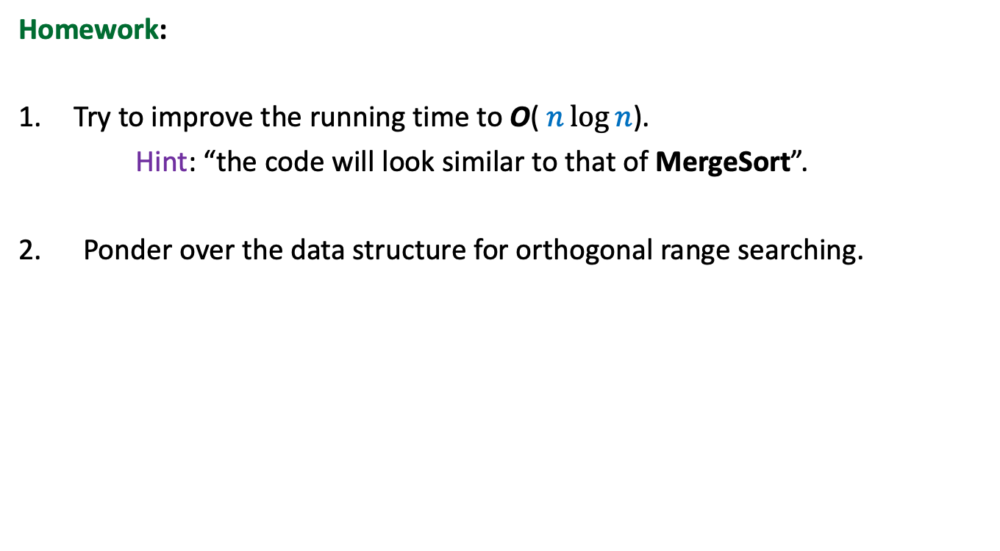 Homework:
1. Try to improve the running time to O( n log n).
Hint: “the code will look similar to that of MergeSort”.
2. Ponder over the data structure for orthogonal range searching.